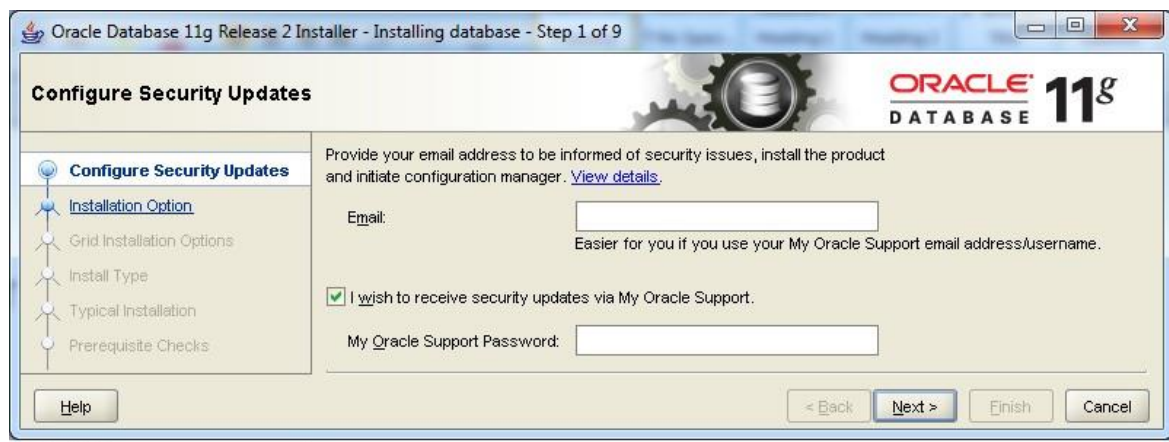 Oracle Database 11g Release 2 Installer - Installing database - Step 1 of 9
Configure Security Updates
ORACLE
DATABASE
11g
Configure Security Updates
Installation Option
Grid Installation Options
Install Type
Typical Installation
Prerequisite Checks
Provide your email address to be informed of security issues, install the product
and initiate configuration manager. View details.
Email:
Easier for you if you use your My Oracle Support email address/username.
I wish to receive security updates via My Oracle Support.
My Oracle Support Password:
Help
< Back
Next >
Finish
Cancel